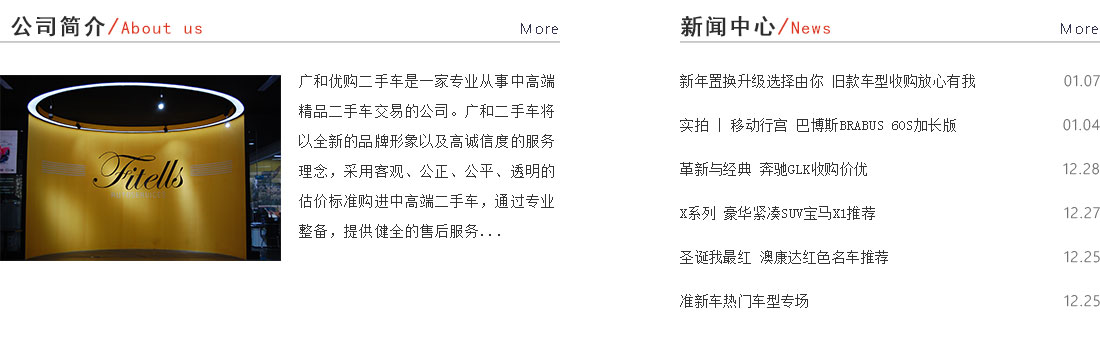 公司简介/About us
More
Fitells
广和优购二手车是一家专业从事中高端
精品二手车交易的公司。广和二手车将
以全新的品牌形象以及高诚信度的服务
理念，采用客观、公正、公平、透明的
估价标准购进中高端二手车，通过专业
整备，提供健全的售后服务...
新闻中心/News
More
新年置换升级选择由你 旧款车型收购放心有我 01.07
实拍 | 移动行宫 巴博斯BRABUS 60S加长版 01.04
革新与经典 奔驰GLK收购价优 12.28
X系列 豪华紧凑SUV宝马X1推荐 12.27
圣诞我最红 澳康达红色名车推荐 12.25
准新车热门车型专场 12.25